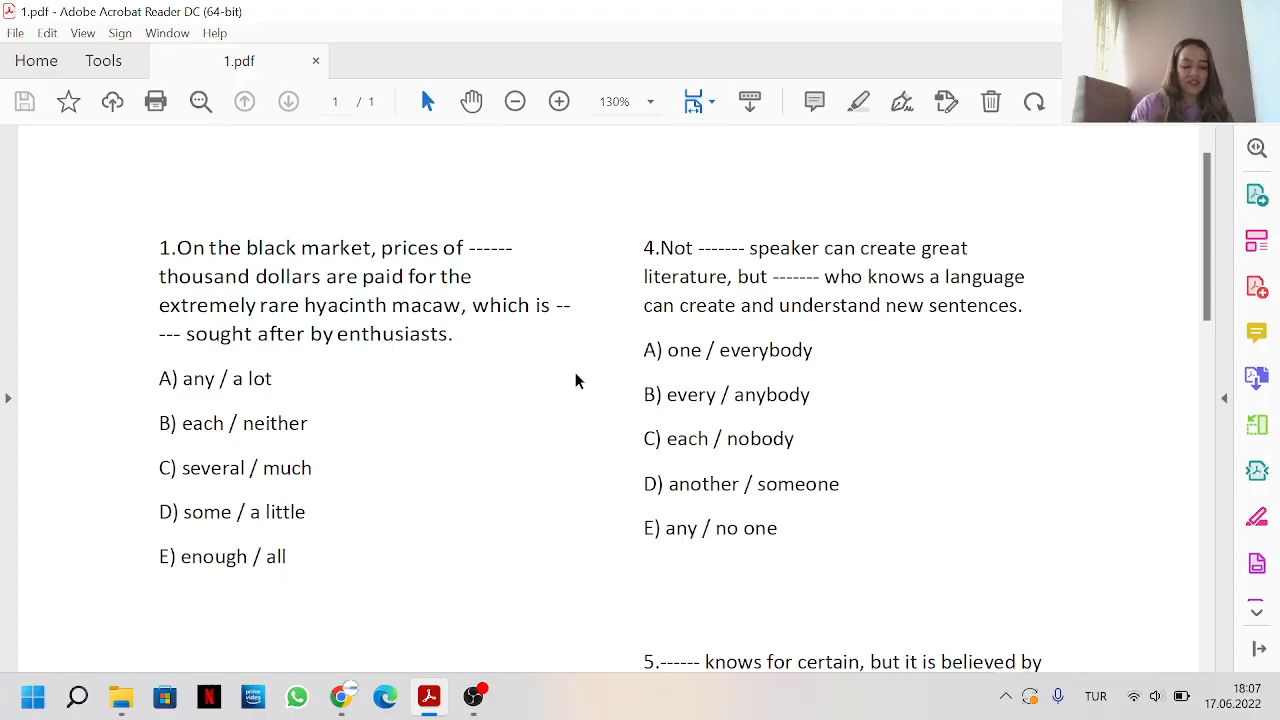 1.pdf - Adobe Acrobat Reader DC (64-bit)
File Edit View Sign Window Help
Home Tools 1.pdf ×
1 / 1 130%
1.On the black market, prices of ------
thousand dollars are paid for the
extremely rare hyacinth macaw, which is --
--- sought after by enthusiasts.
A) any / a lot
B) each / neither
C) several / much
D) some / a little
E) enough / all
4.Not ------- speaker can create great
literature, but ------- who knows a language
can create and understand new sentences.
A) one / everybody
B) every / anybody
C) each / nobody
D) another / someone
E) any / no one
5.------ knows for certain, but it is believed by
N prime video TUR 18:07
17.06.2022